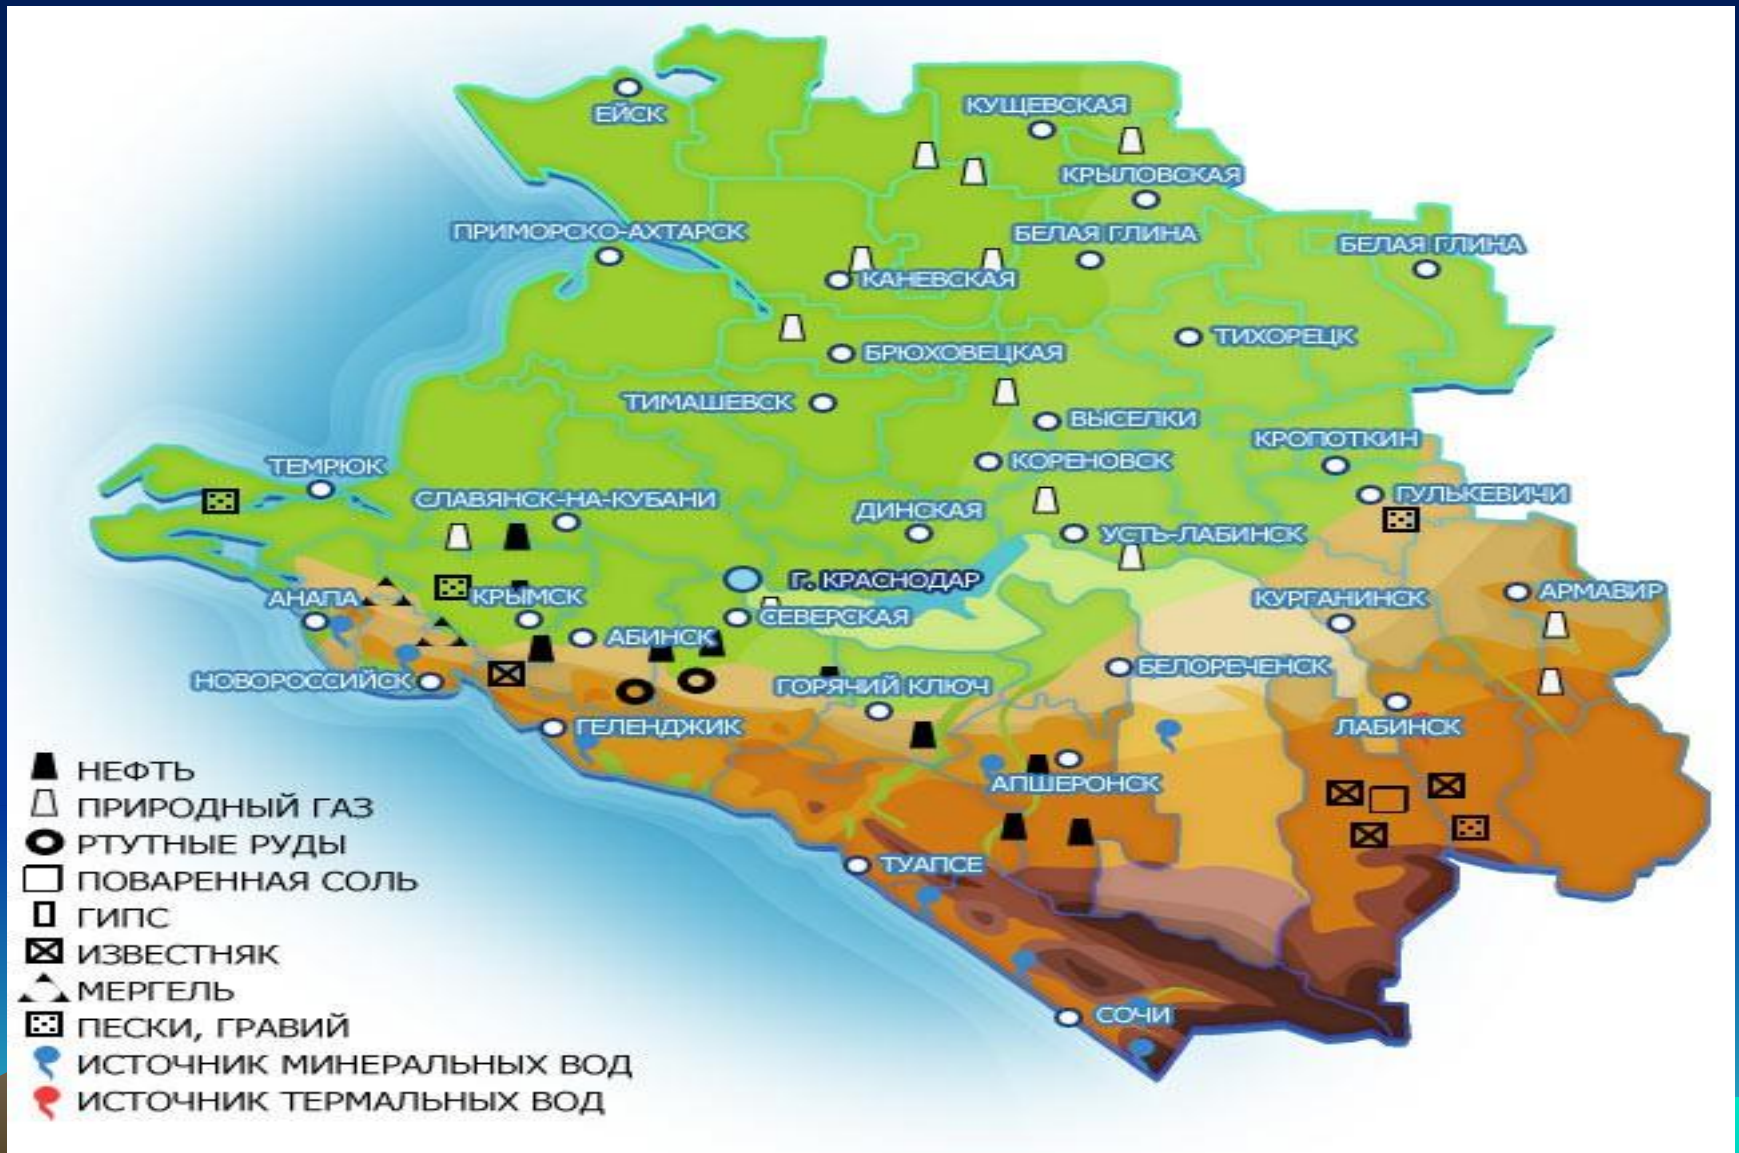 ЕЙСК
КУЩЕВСКАЯ
КРЫЛОВСКАЯ
ПРИМОРСКО-АХТАРСК
БЕЛАЯ ГЛИНА
БЕЛАЯ ГЛИНА
КАНЕВСКАЯ
ТИХОРЕЦК
БРЮХОВЕЦКАЯ
ТИМАШЕВСК
ВЫСЕЛКИ
КРОПОТКИН
КОРЕНОВСК
ТЕМРЮК
ГУЛЬКЕВИЧИ
СЛАВЯНСК-НА-КУБАНИ
ДИНСКАЯ
УСТЬ-ЛАБИНСК
Г. КРАСНОДАР
АРМАВИР
АНАПА
КРЫМСК
КУРГАНИНСК
СЕВЕРСКАЯ
АБИНСК
БЕЛОРЕЧЕНСК
НОВОРОССИЙСК
ГОРЯЧИЙ КЛЮЧ
ГЕЛЕНДЖИК
ЛАБИНСК
АПШЕРОНСК
ТУАПСЕ
СОЧИ
НЕФТЬ
ПРИРОДНЫЙ ГАЗ
РТУТНЫЕ РУДЫ
ПОВАРЕННАЯ СОЛЬ
ГИПС
ИЗВЕСТНЯК
МЕРГЕЛЬ
ПЕСКИ, ГРАВИЙ
ИСТОЧНИК МИНЕРАЛЬНЫХ ВОД
ИСТОЧНИК ТЕРМАЛЬНЫХ ВОД